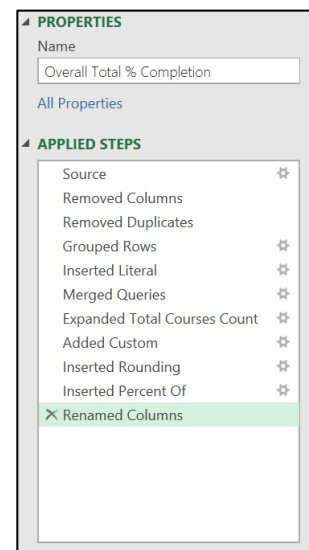 PROPERTIES
Name
Overall Total % Completion
All Properties
APPLIED STEPS
Source
Removed Columns
Removed Duplicates
Grouped Rows
Inserted Literal
Merged Queries
Expanded Total Courses Count
Added Custom
Inserted Rounding
Inserted Percent Of
Renamed Columns